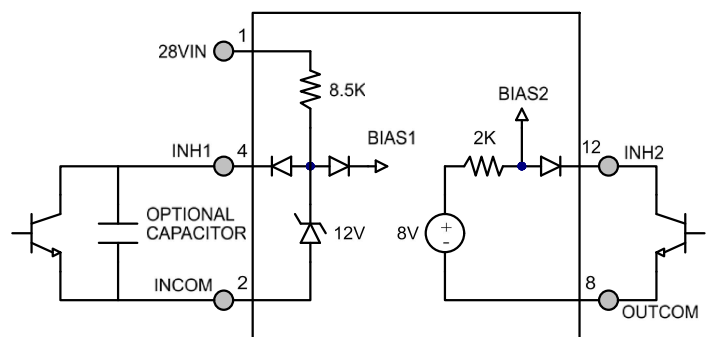 1
28VIN
8.5K
BIAS2
BIAS1
INH1
4
2K
12
INH2
OPTIONAL
CAPACITOR
12V
8V
+
-
INCOM
2
8
OUTCOM